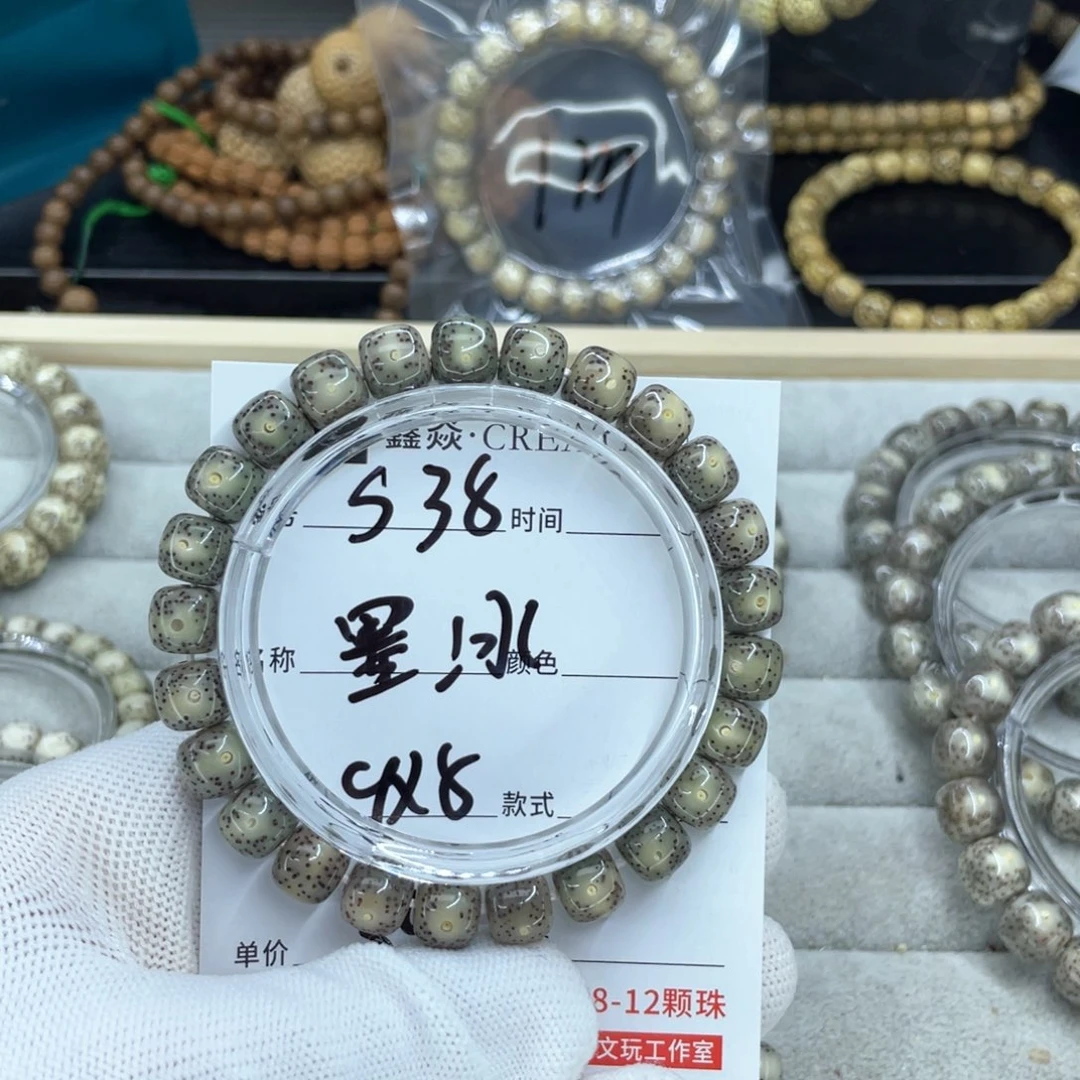 鑫焱·CREA
S38 时间
名称 墨冰 颜色
9X8 款式
单价
8-12颗珠
文玩工作室